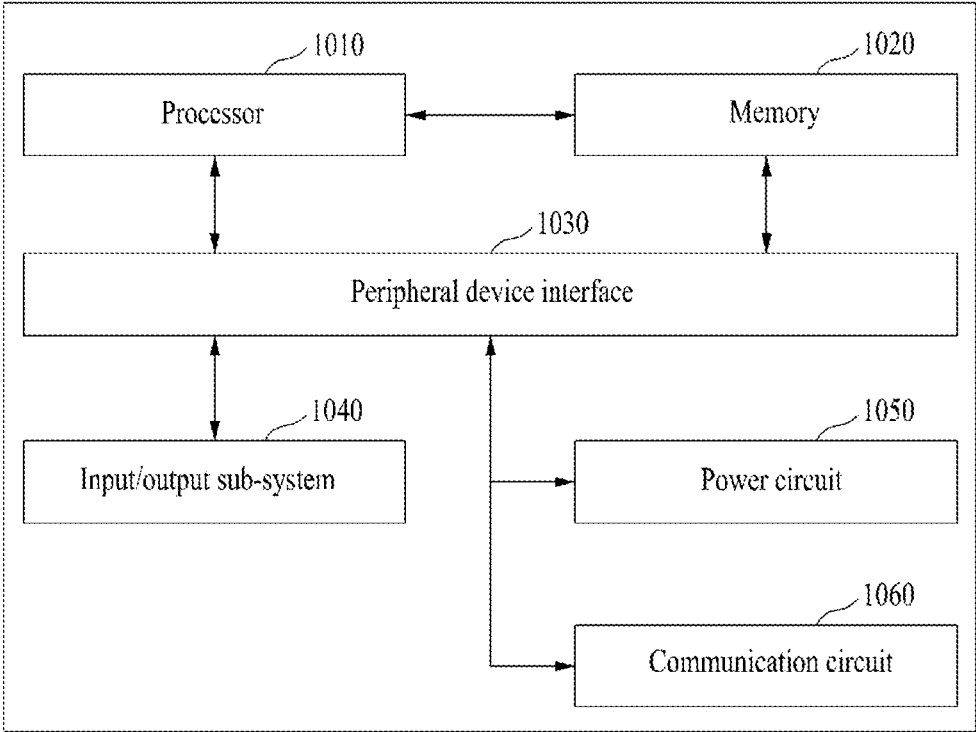 1010
1020
Processor
Memory
1030
Peripheral device interface
1040
1050
Input/output sub-system
Power circuit
1060
Communication circuit